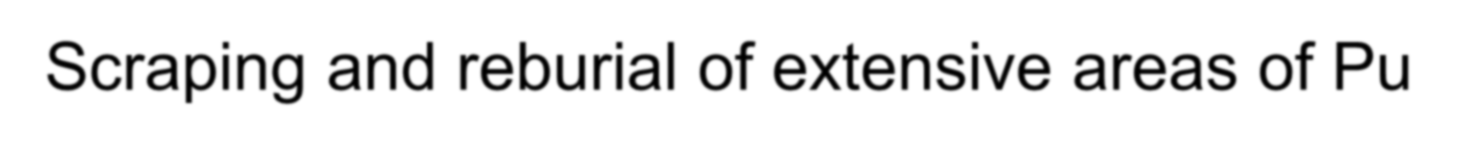 Scraping and reburial of extensive areas of Pu